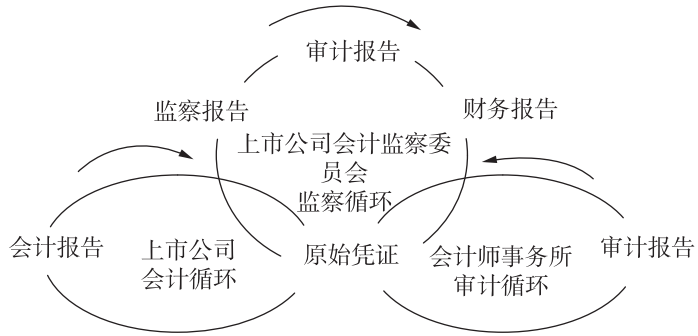 审计报告
监察报告
财务报告
上市公司会计监察委
员会
监察循环
会计报告
上市公司
会计循环
原始凭证
会计师事务所
审计循环
审计报告